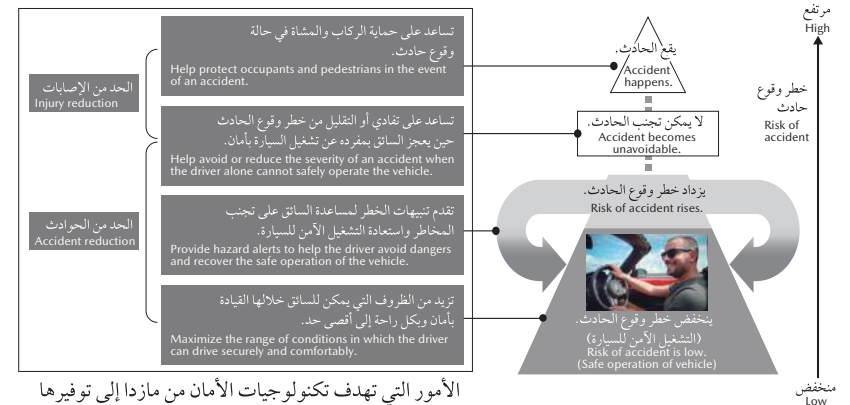 مرتفع
High
خطر وقوع
حادث
Risk of
accident
منخفض
Low
يقع الحادث.
Accident
happens.
لا يمكن تجنب الحادث.
Accident becomes
unavoidable.
يزداد خطر وقوع الحادث.
Risk of accident rises.
ينخفض خطر وقوع الحادث.
(التشغيل الآمن للسيارة)
Risk of accident is low.
(Safe operation of vehicle)
تساعد على حماية الركاب والمشاة في حالة
وقوع حادث.
Help protect occupants and pedestrians in the event
of an accident.
تساعد على تفادي أو التقليل من خطر وقوع الحادث
حين يعجز السائق بمفرده عن تشغيل السيارة بأمان.
Help avoid or reduce the severity of an accident when
the driver alone cannot safely operate the vehicle.
تقدم تنبيهات الخطر لمساعدة السائق على تجنب
المخاطر واستعادة التشغيل الآمن للسيارة.
Provide hazard alerts to help the driver avoid dangers
and recover the safe operation of the vehicle.
تزيد من الظروف التي يمكن للسائق خلالها القيادة
بأمان وبكل راحة إلى أقصى حد.
Maximize the range of conditions in which the driver
can drive securely and comfortably.
الحد من الإصابات
Injury reduction
الحد من الحوادث
Accident reduction
الأمور التي تهدف تكنولوجيات الأمان من مازدا إلى توفيرها